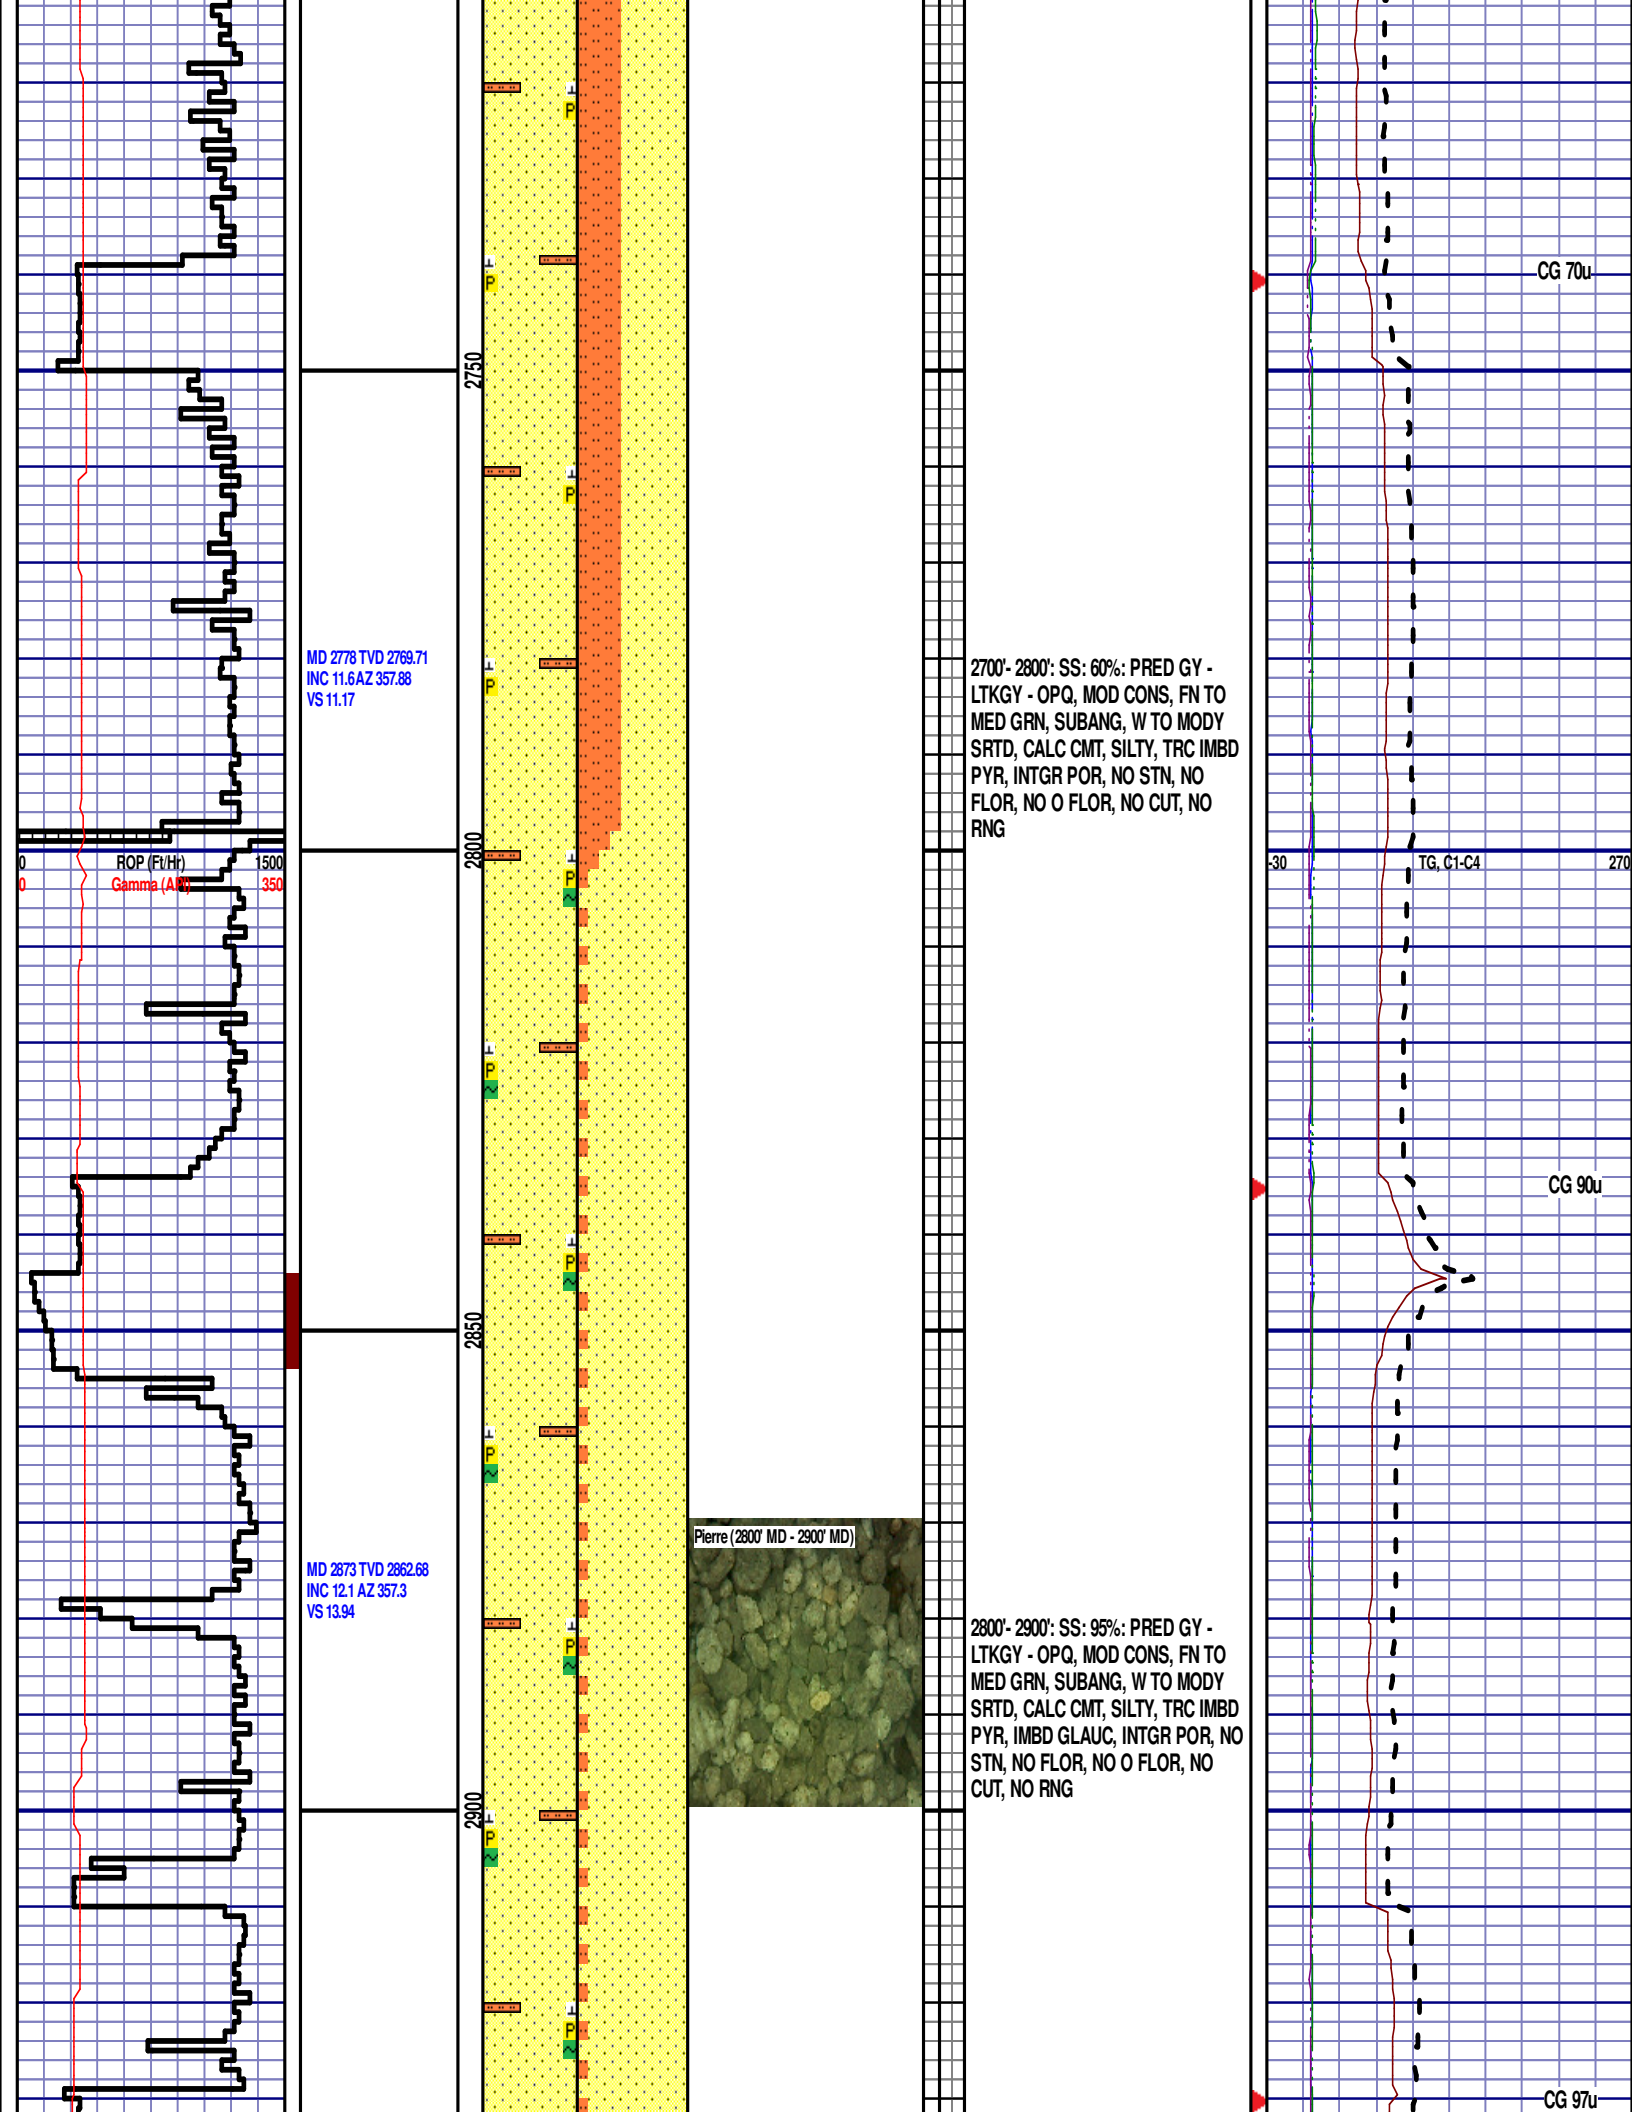 CG 70u
2750
MD 2778 TVD 2769.71
INC 11.6 AZ 357.88
VS 11.17
2700'- 2800': SS: 60%: PRED GY -
LTKGY - OPQ, MOD CONS, FN TO
MED GRN, SUBANG, W TO MODY
SRTD, CALC CMT, SILTY, TRC IMBD
PYR, INTGR POR, NO STN, NO
FLOR, NO O FLOR, NO CUT, NO
RNG
2800
0 ROP (Ft/Hr) 1500
0 Gamma (API) 350
-30 TG, C1-C4 270
CG 90u
2850
MD 2873 TVD 2862.68
INC 12.1 AZ 357.3
VS 13.94
Pierre (2800' MD - 2900' MD)
2800'- 2900': SS: 95%: PRED GY -
LTKGY - OPQ, MOD CONS, FN TO
MED GRN, SUBANG, W TO MODY
SRTD, CALC CMT, SILTY, TRC IMBD
PYR, IMBD GLAUC, INTGR POR, NO
STN, NO FLOR, NO O FLOR, NO
CUT, NO RNG
2900
CG 97u
P
P
P
P
P
P
P
P
P
P
P